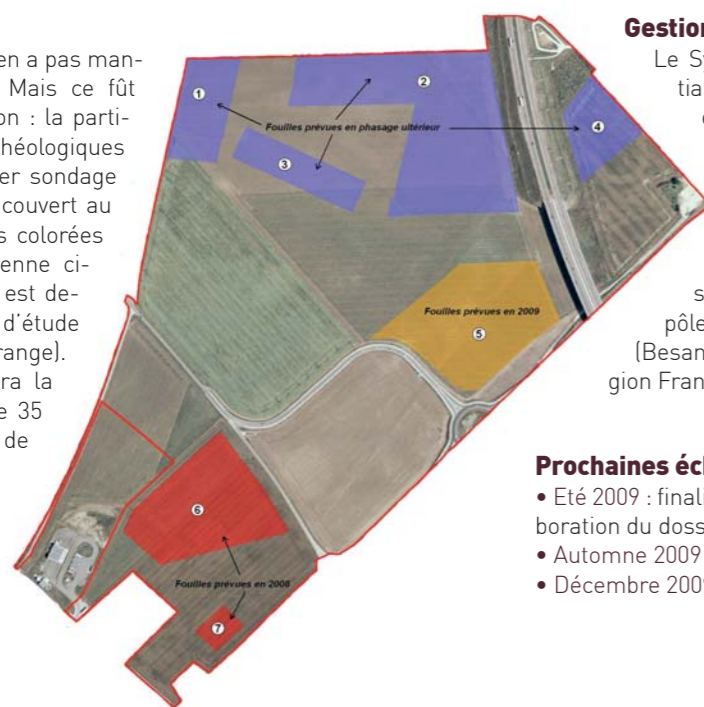 en a pas man-
Mais ce fût
on : la parti-
héologiques
er sondage
couvert au
s colorées
enne ci-
est de-
d'étude
range).
ra la
e 35
de
1
2
Fouilles prévues en phasage ultérieur
4
3
Fouilles prévues en 2009
5
6
Fouilles prévues en 2008
7
Gestion
Le Sy
tia
s
pôle
(Besan
gion Fran
Prochaines éch
• Eté 2009 : finali
boration du doss
• Automne 2009
• Décembre 2009